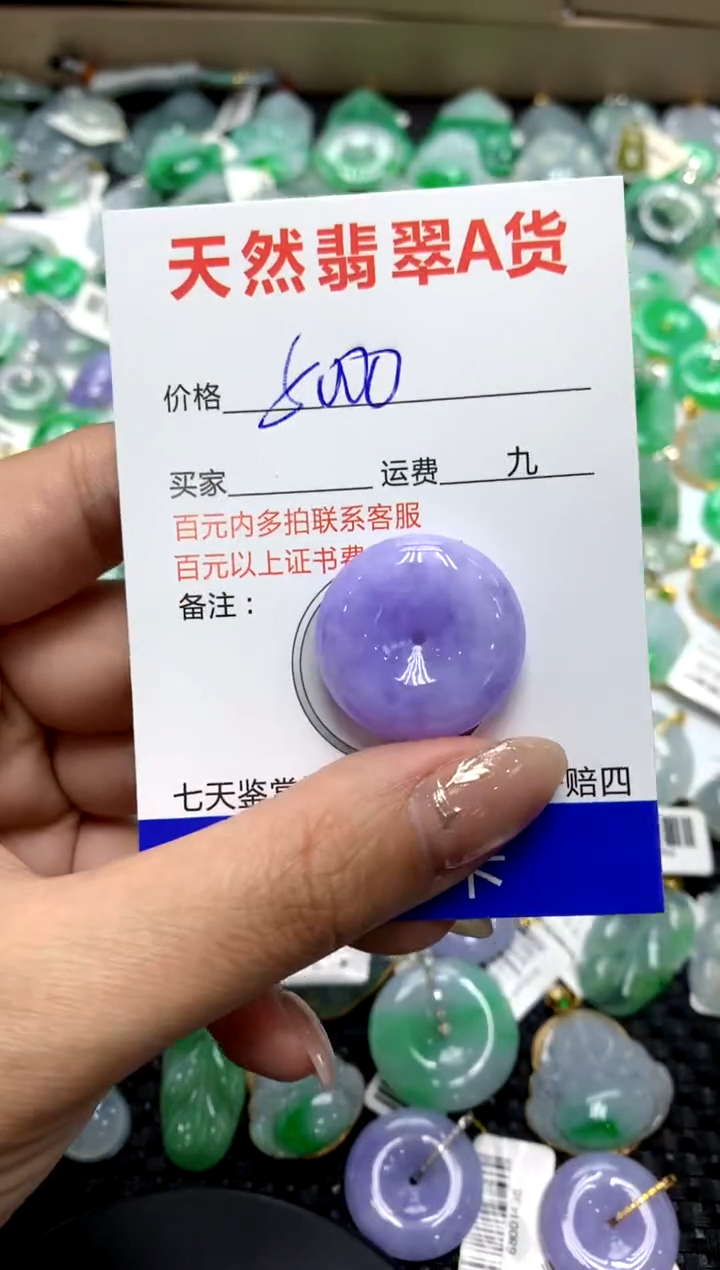 天然翡翠A货
价格 5000
买家 运费 九
百元内多拍联系客服
百元以上证书费
备注：
七天鉴赏 赔四